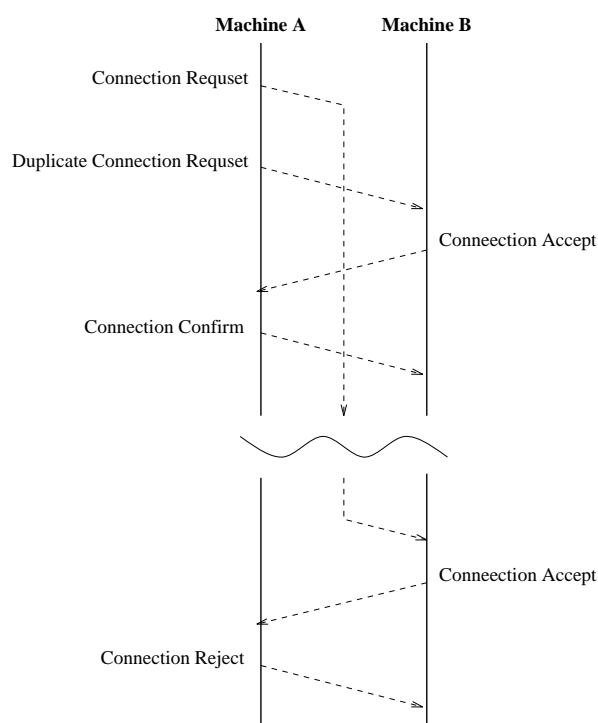 Machine A
Machine B
Connection Requset
Duplicate Connection Requset
Conneection Accept
Connection Confirm
Conneection Accept
Connection Reject